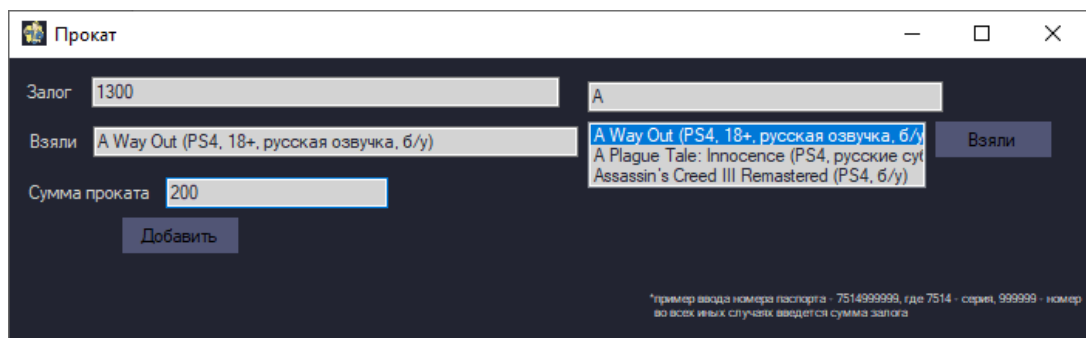 Прокат
Залог 1300
A
Взяли A Way Out (PS4, 18+, русская озвучка, б/у)
A Way Out (PS4, 18+, русская озвучка, б/у
A Plague Tale: Innocence (PS4, русские суб
Assassin's Creed III Remastered (PS4, б/у)
Взяли
Сумма проката 200
Добавить
*пример ввода номера паспорта - 7514999999, где 7514 - серия, 999999 - номер
во всех иных случаях введется сумма залога